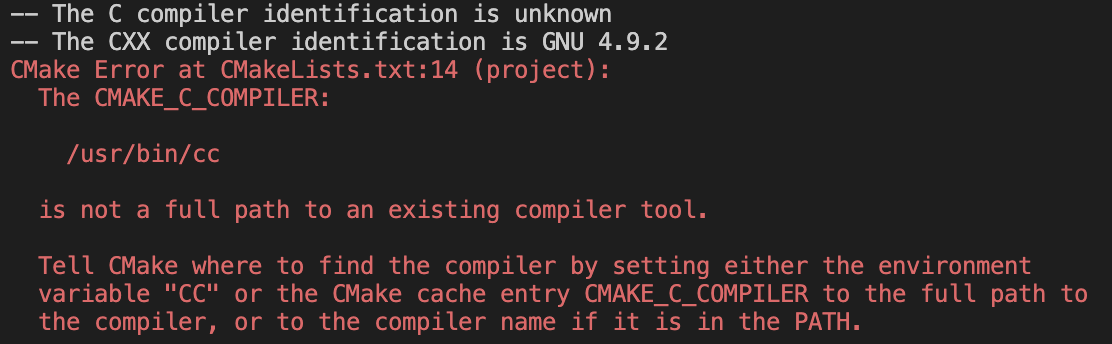 -- The C compiler identification is unknown
-- The CXX compiler identification is GNU 4.9.2
CMake Error at CMakeLists.txt:14 (project):
  The CMAKE_C_COMPILER:

    /usr/bin/cc

  is not a full path to an existing compiler tool.

  Tell CMake where to find the compiler by setting either the environment
  variable "CC" or the CMake cache entry CMAKE_C_COMPILER to the full path to
  the compiler, or to the compiler name if it is in the PATH.